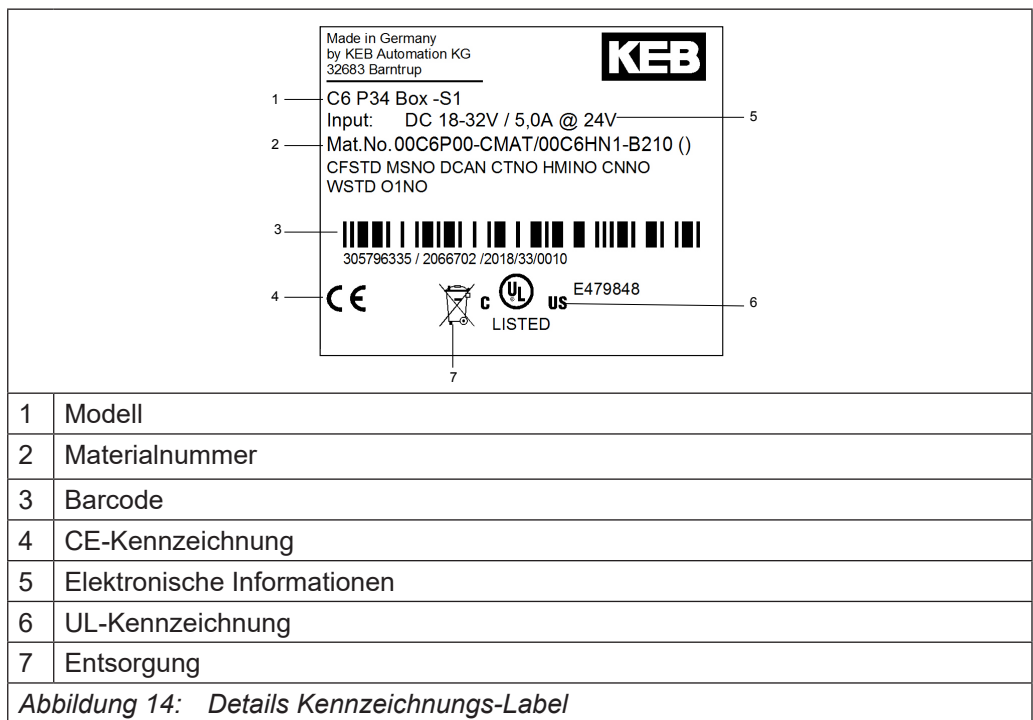 Made in Germany
by KEB Automation KG
32683 Barntrup
KEB
1 C6 P34 Box -S1
Input: DC 18-32V / 5,0A @ 24V 5
2 Mat.No. 00C6P00-CMAT/00C6HN1-B210 ()
CFSTD MSNO DCAN CTNO HMINO CNNO
WSTD O1NO
3
305796335 / 2066702 /2018/33/0010
4 CE C UL US E479848 6
LISTED
7
1 Modell
2 Materialnummer
3 Barcode
4 CE-Kennzeichnung
5 Elektronische Informationen
6 UL-Kennzeichnung
7 Entsorgung
Abbildung 14: Details Kennzeichnungs-Label